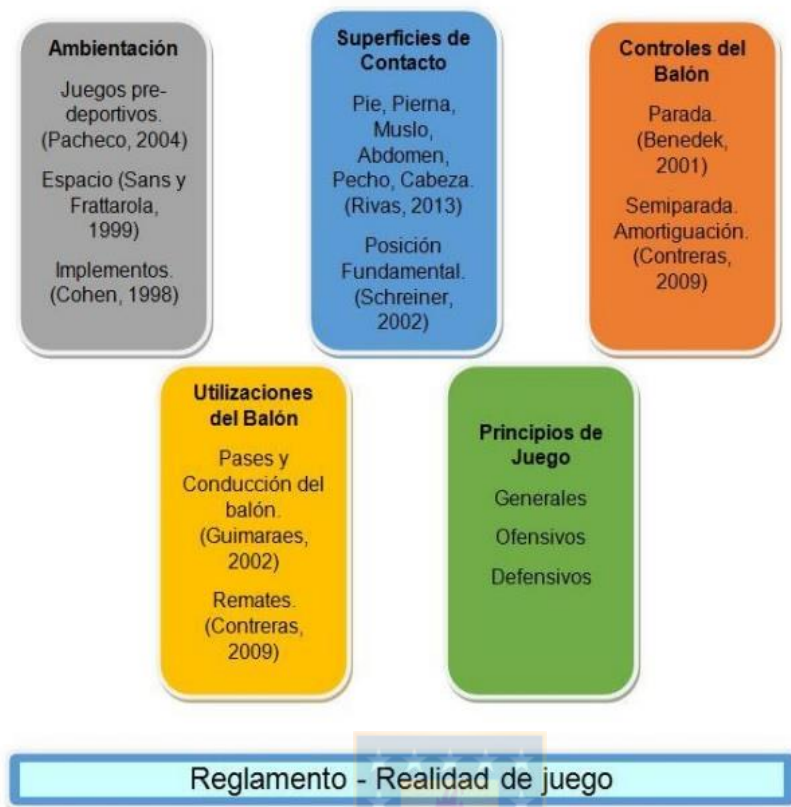 Ambientación
Juegos pre-
deportivos.
(Pacheco, 2004)
Espacio (Sans y
Frattarola,
1999)
Implementos.
(Cohen, 1998)
Superficies de
Contacto
Pie, Pierna,
Muslo,
Abdomen,
Pecho, Cabeza.
(Rivas, 2013)
Posición
Fundamental.
(Schreiner,
2002)
Controles del
Balón
Parada.
(Benedek,
2001)
Semiparada.
Amortiguación.
(Contreras,
2009)
Utilizaciones
del Balón
Pases y
Conducción del
balón.
(Guimaraes,
2002)
Remates.
(Contreras,
2009)
Principios de
Juego
Generales
Ofensivos
Defensivos
Reglamento - Realidad de juego